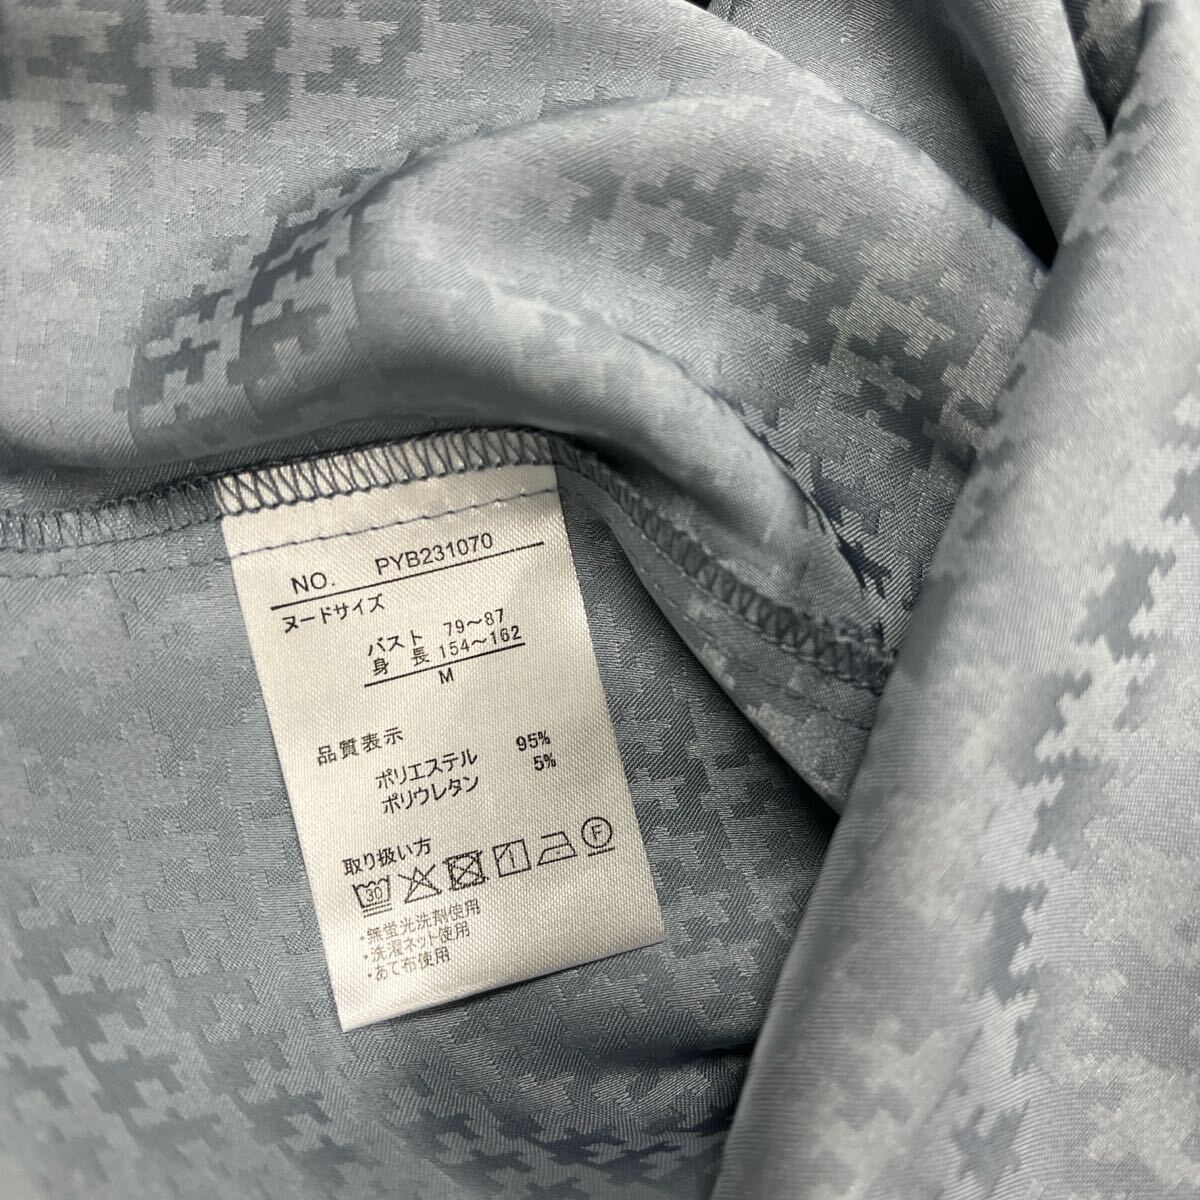 NO. PYB231070
ヌードサイズ
バスト 79〜87
身長 154〜162
M
品質表示
ポリエステル 95%
ポリウレタン 5%
取り扱い方
30 F
・無蛍光洗剤使用
・洗濯ネット使用
・あて布使用